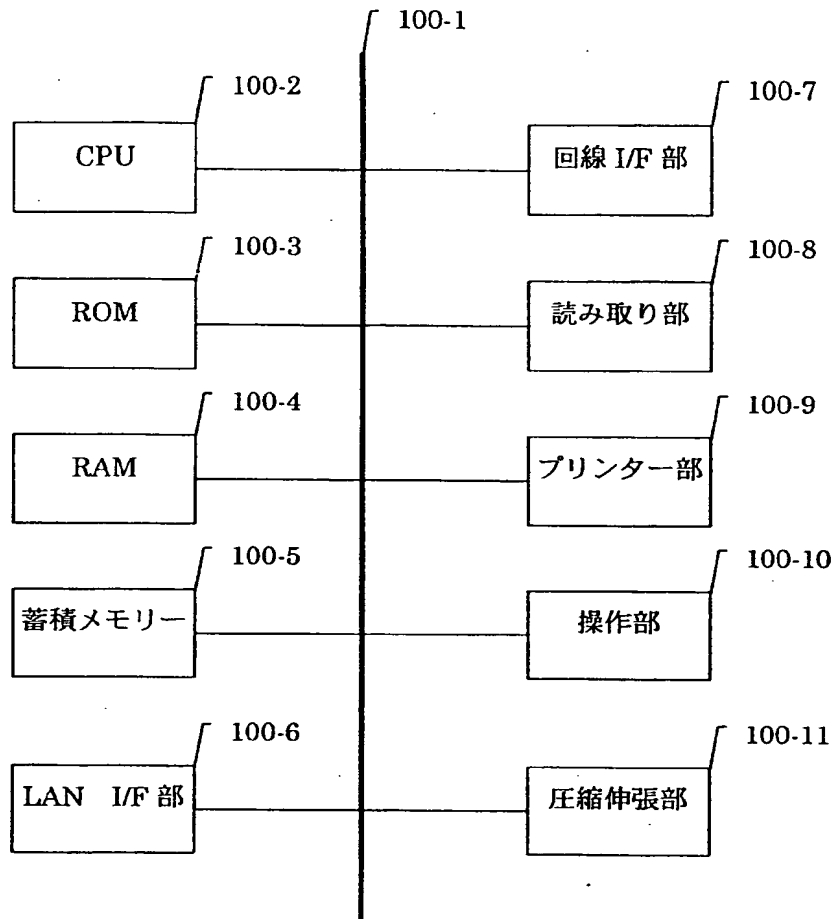 100-1
100-2
CPU
100-3
ROM
100-4
RAM
100-5
蓄積メモリー
100-6
LAN I/F 部
100-7
回線 I/F 部
100-8
読み取り部
100-9
プリンター部
100-10
操作部
100-11
圧縮伸張部